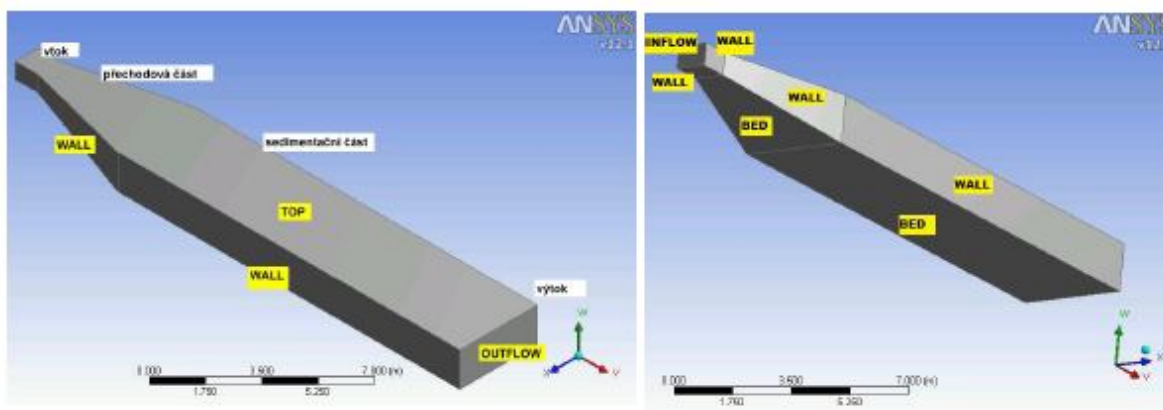 ANSYS
vtok
přechodová část
WALL
sedimentační část
TOP
WALL
výtok
OUTFLOW
W
X
V
0.000
3.500
7.000 (m)
1.750
5.250
ANSYS
INFLOW
WALL
WALL
WALL
BED
WALL
BED
W
X
V
0.000
3.500
7.000 (m)
1.750
5.250